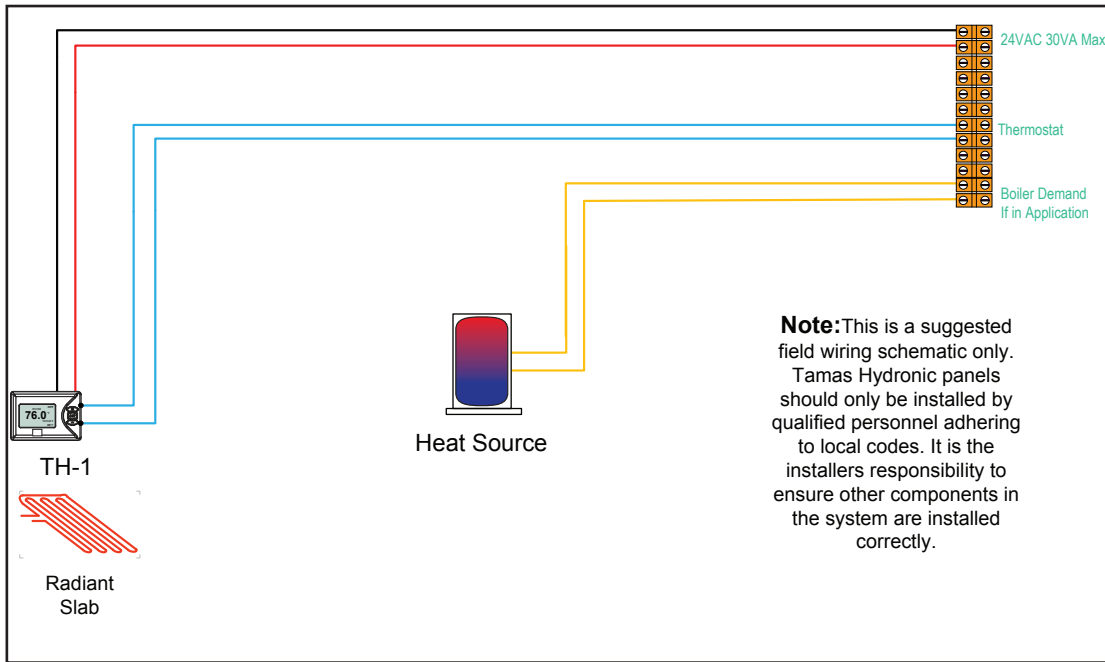 24VAC 30VA Max
Thermostat
Boiler Demand
If in Application
76.0
TH-1
Radiant
Slab
Heat Source
Note:This is a suggested
field wiring schematic only.
Tamas Hydronic panels
should only be installed by
qualified personnel adhering
to local codes. It is the
installers responsibility to
ensure other components in
the system are installed
correctly.